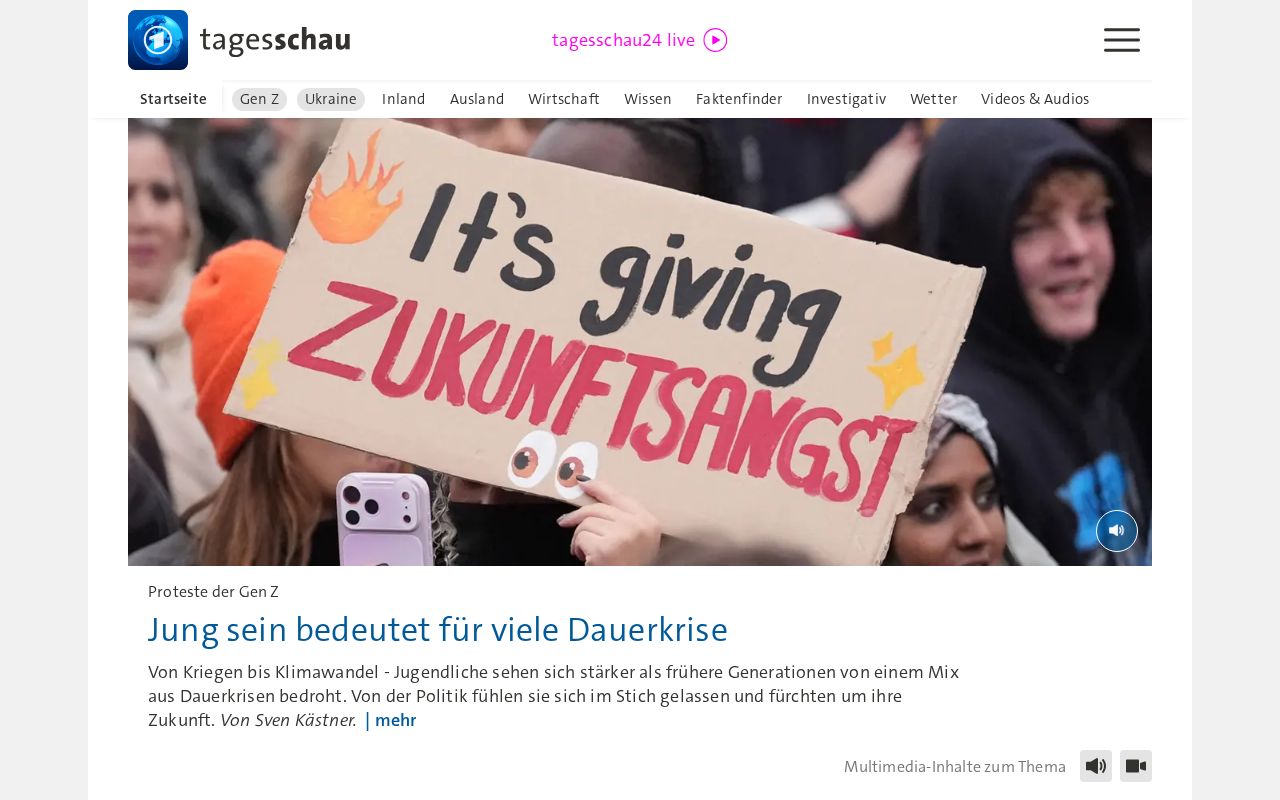 tagesschau
tagesschau24 live
Startseite Gen Z Ukraine Inland Ausland Wirtschaft Wissen Faktenfinder Investigativ Wetter Videos & Audios
It's giving
ZUKUNFTSANGST
Proteste der Gen Z
Jung sein bedeutet für viele Dauerkrise
Von Kriegen bis Klimawandel - Jugendliche sehen sich stärker als frühere Generationen von einem Mix
aus Dauerkrisen bedroht. Von der Politik fühlen sie sich im Stich gelassen und fürchten um ihre
Zukunft. Von Sven Kästner. | mehr
Multimedia-Inhalte zum Thema